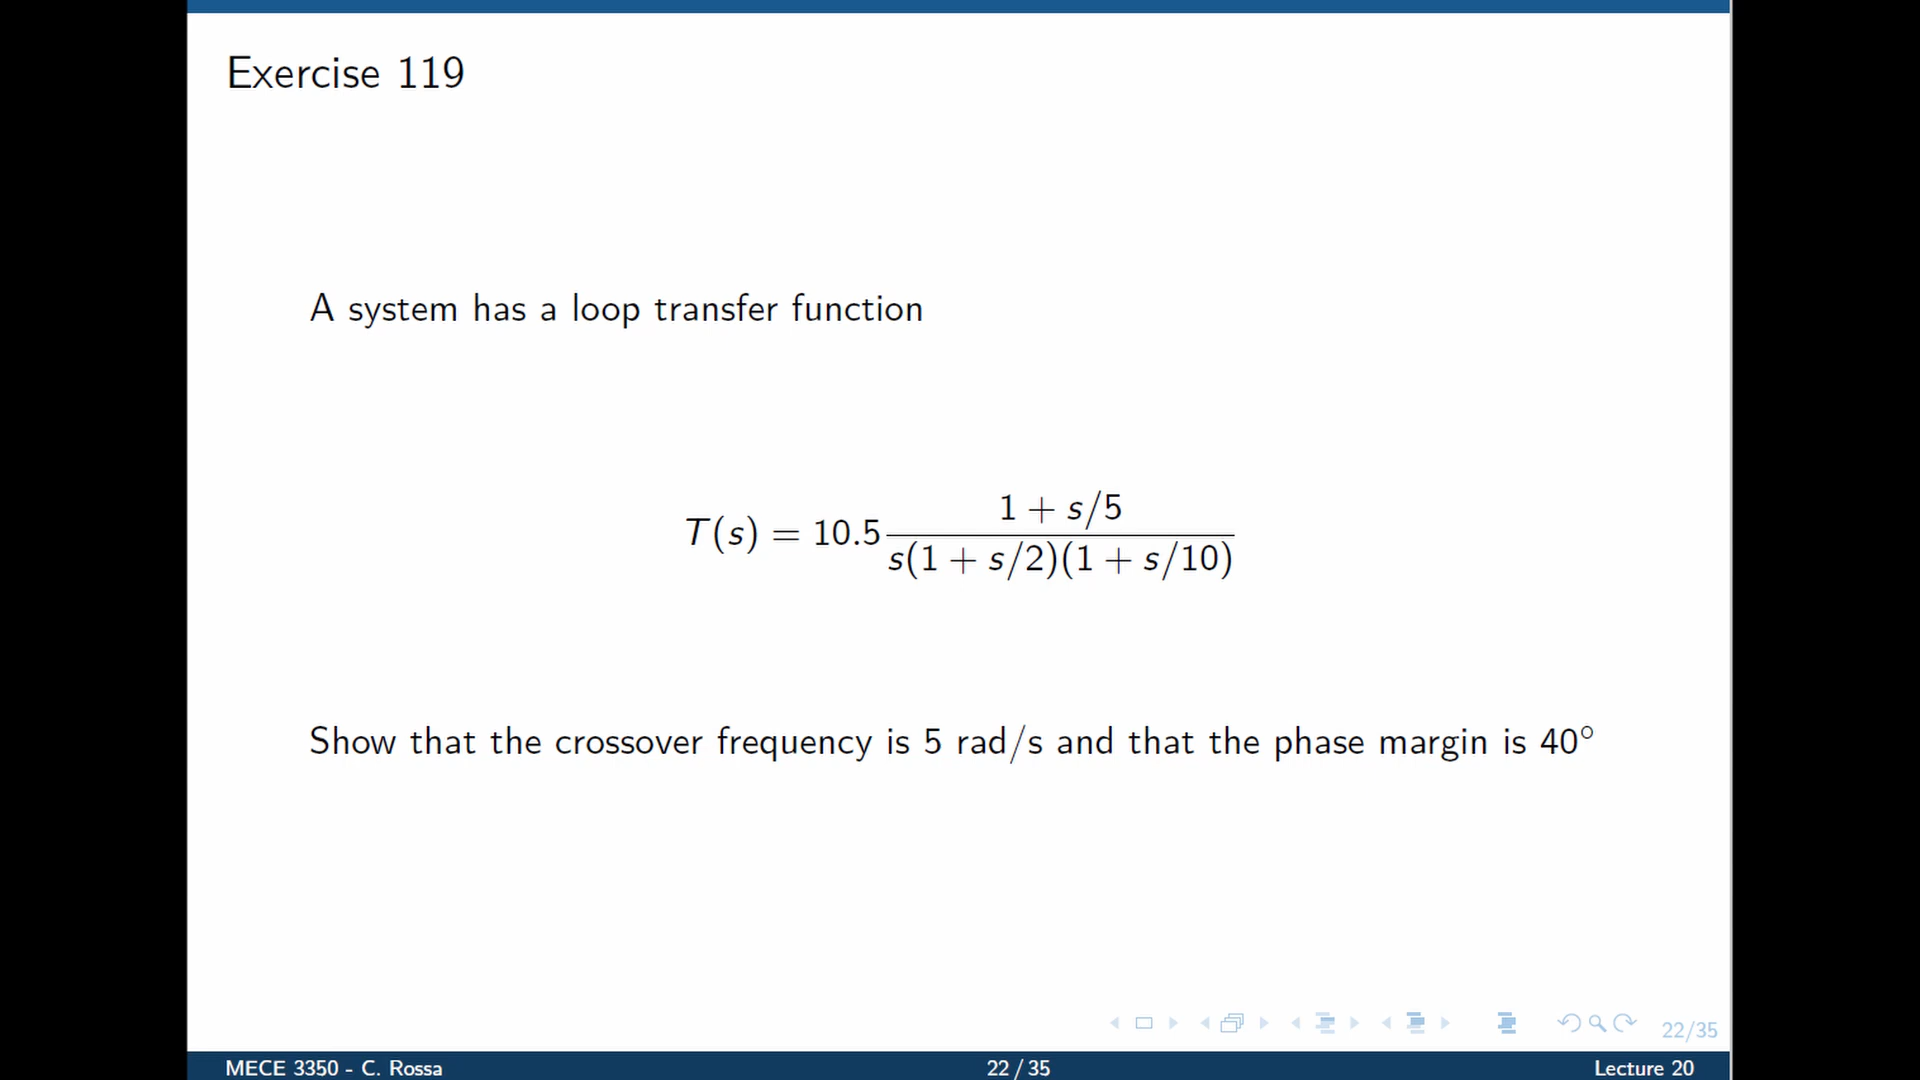 Exercise 119
A system has a loop transfer function
T(s) = 10.5 \frac{1 + s/5}{s(1 + s/2)(1 + s/10)}
Show that the crossover frequency is 5 rad/s and that the phase margin is 40°
22/35
MECE 3350 - C. Rossa 22 / 35 Lecture 20